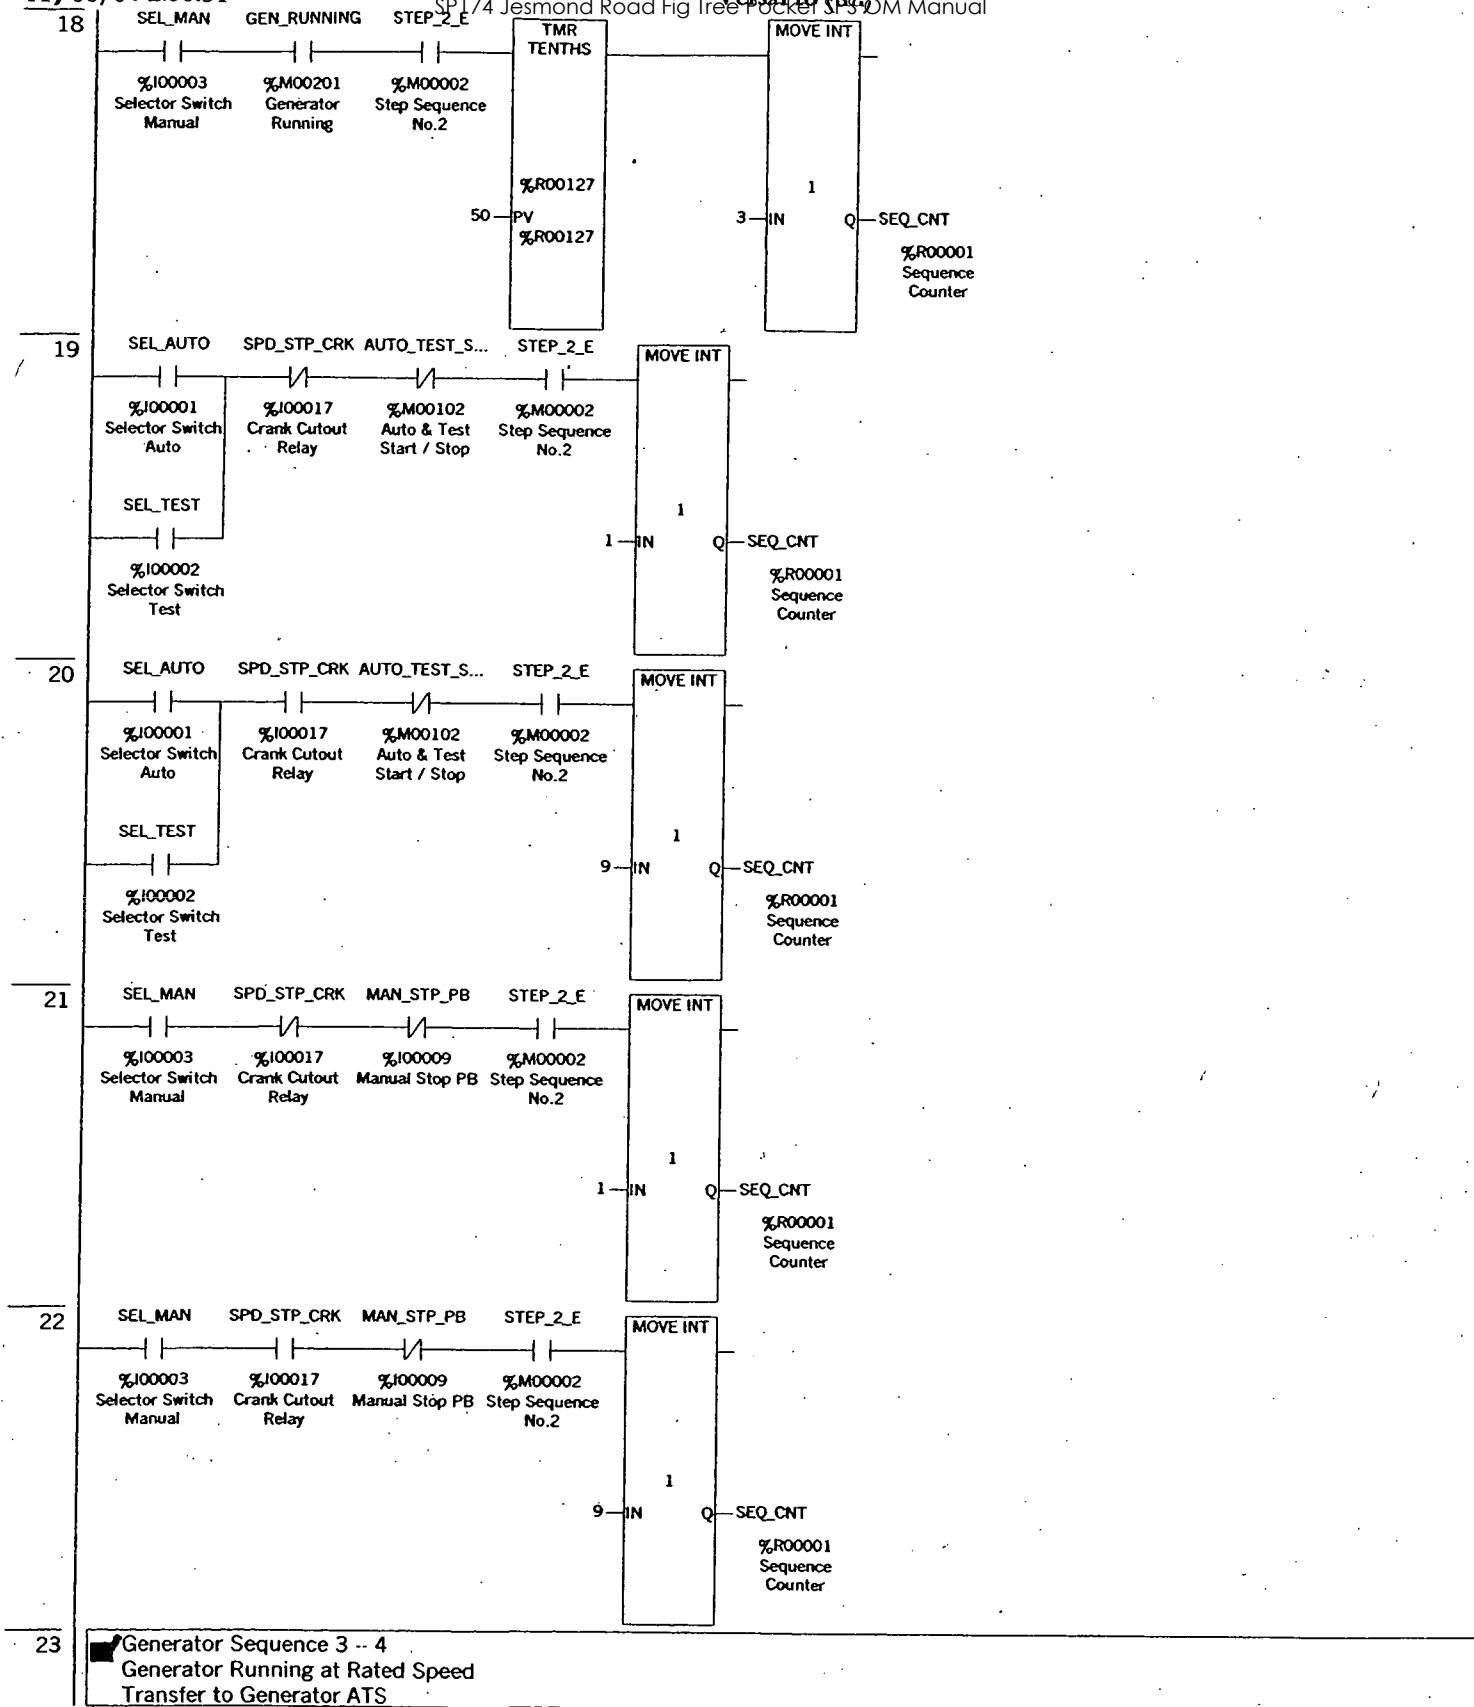 SP174 Jesmond Road Fig Tree Pocket SPS OM Manual
18
SEL_MAN GEN_RUNNING STEP_2_E
TMR
TENTHS
MOVE INT
%I00003 %M00201 %M00002
Selector Switch Generator Step Sequence
Manual Running No.2
%R00127
1
50 PV
3 IN Q SEQ_CNT
%R00127
%R00001
Sequence
Counter
19
SEL_AUTO SPD_STP_CRK AUTO_TEST_S... STEP_2_E
MOVE INT
%I00001 %I00017 %M00102 %M00002
Selector Switch Crank Cutout Auto & Test Step Sequence
Auto Relay Start / Stop No.2
SEL_TEST
1
1 IN Q SEQ_CNT
%I00002
Selector Switch
Test
%R00001
Sequence
Counter
20
SEL_AUTO SPD_STP_CRK AUTO_TEST_S... STEP_2_E
MOVE INT
%I00001 %I00017 %M00102 %M00002
Selector Switch Crank Cutout Auto & Test Step Sequence
Auto Relay Start / Stop No.2
SEL_TEST
1
9 IN Q SEQ_CNT
%I00002
Selector Switch
Test
%R00001
Sequence
Counter
21
SEL_MAN SPD_STP_CRK MAN_STP_PB STEP_2_E
MOVE INT
%I00003 %I00017 %I00009 %M00002
Selector Switch Crank Cutout Manual Stop PB Step Sequence
Manual Relay No.2
1
1 IN Q SEQ_CNT
%R00001
Sequence
Counter
22
SEL_MAN SPD_STP_CRK MAN_STP_PB STEP_2_E
MOVE INT
%I00003 %I00017 %I00009 %M00002
Selector Switch Crank Cutout Manual Stop PB Step Sequence
Manual Relay No.2
1
9 IN Q SEQ_CNT
%R00001
Sequence
Counter
23
Generator Sequence 3 -- 4
Generator Running at Rated Speed
Transfer to Generator ATS